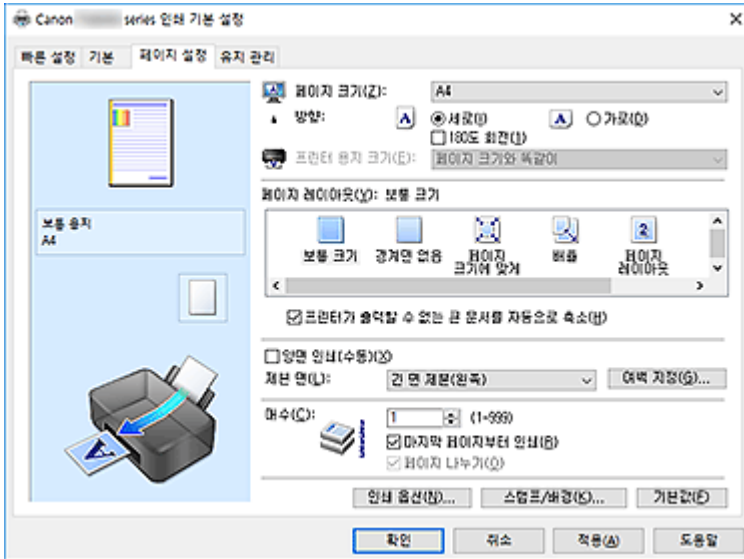 Canon series 인쇄 기본 설정
빠른 설정 기본 페이지 설정 유지 관리
페이지 크기(Z): A4
방향: A 세로(I) A 가로(O)
180도 회전(1)
프린터 용지 크기(E): 페이지 크기와 똑같이
페이지 레이아웃(Y): 보통 크기
보통 용지
A4
보통 크기 경계면 없음 페이지 크기에 맞게 배율 페이지 레이아웃
프린터가 출력할 수 없는 큰 문서를 자동으로 축소(H)
양면 인쇄(수동)(X)
제본 면(L): 긴 면 제본(왼쪽) 여백 지정(G)...
매수(C): 1 (1-999)
마지막 페이지부터 인쇄(R)
페이지 나누기(O)
인쇄 옵션(N)... 스탬프/배경(K)... 기본값(F)
확인 취소 적용(A) 도움말